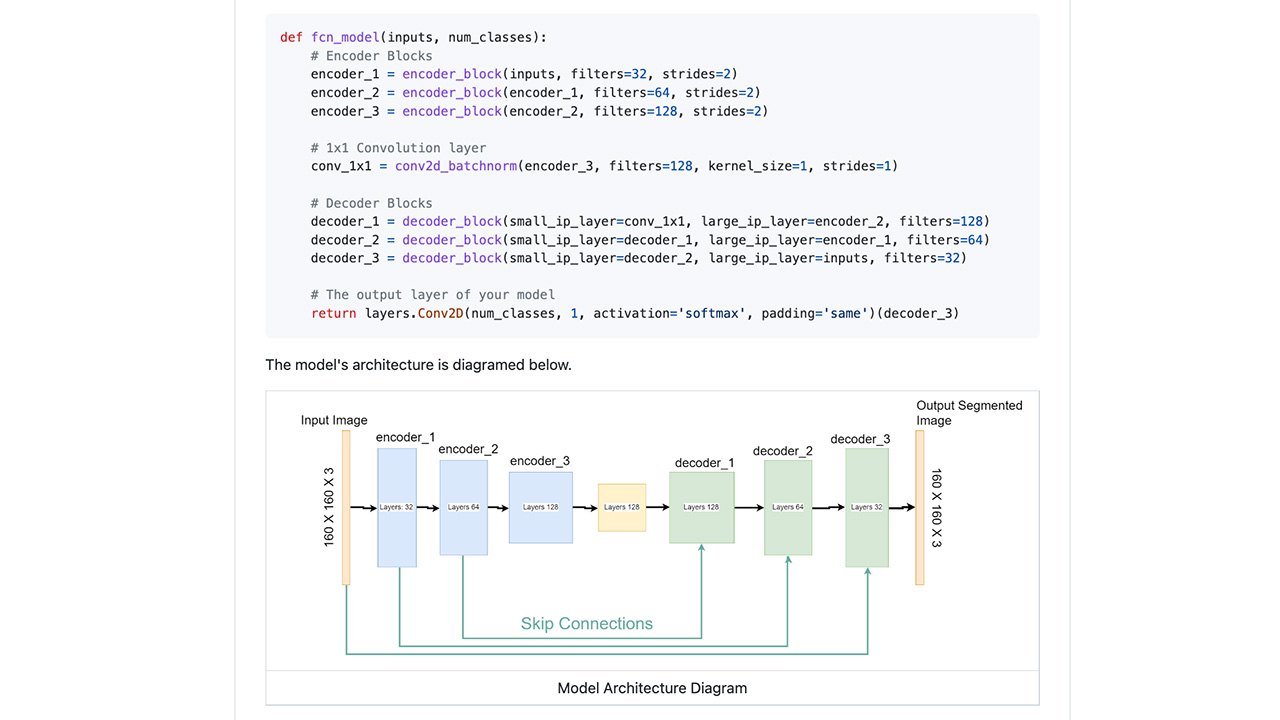 def fcn_model(inputs, num_classes):
    # Encoder Blocks
    encoder_1 = encoder_block(inputs, filters=32, strides=2)
    encoder_2 = encoder_block(encoder_1, filters=64, strides=2)
    encoder_3 = encoder_block(encoder_2, filters=128, strides=2)

    # 1x1 Convolution layer
    conv_1x1 = conv2d_batchnorm(encoder_3, filters=128, kernel_size=1, strides=1)

    # Decoder Blocks
    decoder_1 = decoder_block(small_ip_layer=conv_1x1, large_ip_layer=encoder_2, filters=128)
    decoder_2 = decoder_block(small_ip_layer=decoder_1, large_ip_layer=encoder_1, filters=64)
    decoder_3 = decoder_block(small_ip_layer=decoder_2, large_ip_layer=inputs, filters=32)

    # The output layer of your model
    return layers.Conv2D(num_classes, 1, activation='softmax', padding='same')(decoder_3)
The model's architecture is diagramed below.
Input Image
160 X 160 X 3
encoder_1
Layers: 32
encoder_2
Layers 64
encoder_3
Layers 128
Layers 128
decoder_1
Layers 128
decoder_2
Layers 64
decoder_3
Layers 32
Output Segmented
Image
160 X 160 X 3
Skip Connections
Model Architecture Diagram